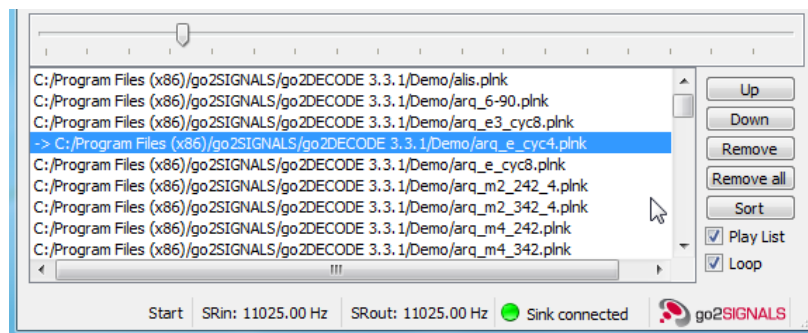 C:/Program Files (x86)/go2SIGNALS/go2DECODE 3.3.1/Demo/alis.plnk
C:/Program Files (x86)/go2SIGNALS/go2DECODE 3.3.1/Demo/arq_6-90.plnk
C:/Program Files (x86)/go2SIGNALS/go2DECODE 3.3.1/Demo/arq_e3_cyc8.plnk
-> C:/Program Files (x86)/go2SIGNALS/go2DECODE 3.3.1/Demo/arq_e_cyc4.plnk
C:/Program Files (x86)/go2SIGNALS/go2DECODE 3.3.1/Demo/arq_e_cyc8.plnk
C:/Program Files (x86)/go2SIGNALS/go2DECODE 3.3.1/Demo/arq_m2_242_4.plnk
C:/Program Files (x86)/go2SIGNALS/go2DECODE 3.3.1/Demo/arq_m2_342_4.plnk
C:/Program Files (x86)/go2SIGNALS/go2DECODE 3.3.1/Demo/arq_m4_242.plnk
C:/Program Files (x86)/go2SIGNALS/go2DECODE 3.3.1/Demo/arq_m4_342.plnk
Up
Down
Remove
Remove all
Sort
Play List
Loop
Start SRin: 11025.00 Hz SRout: 11025.00 Hz Sink connected go2SIGNALS